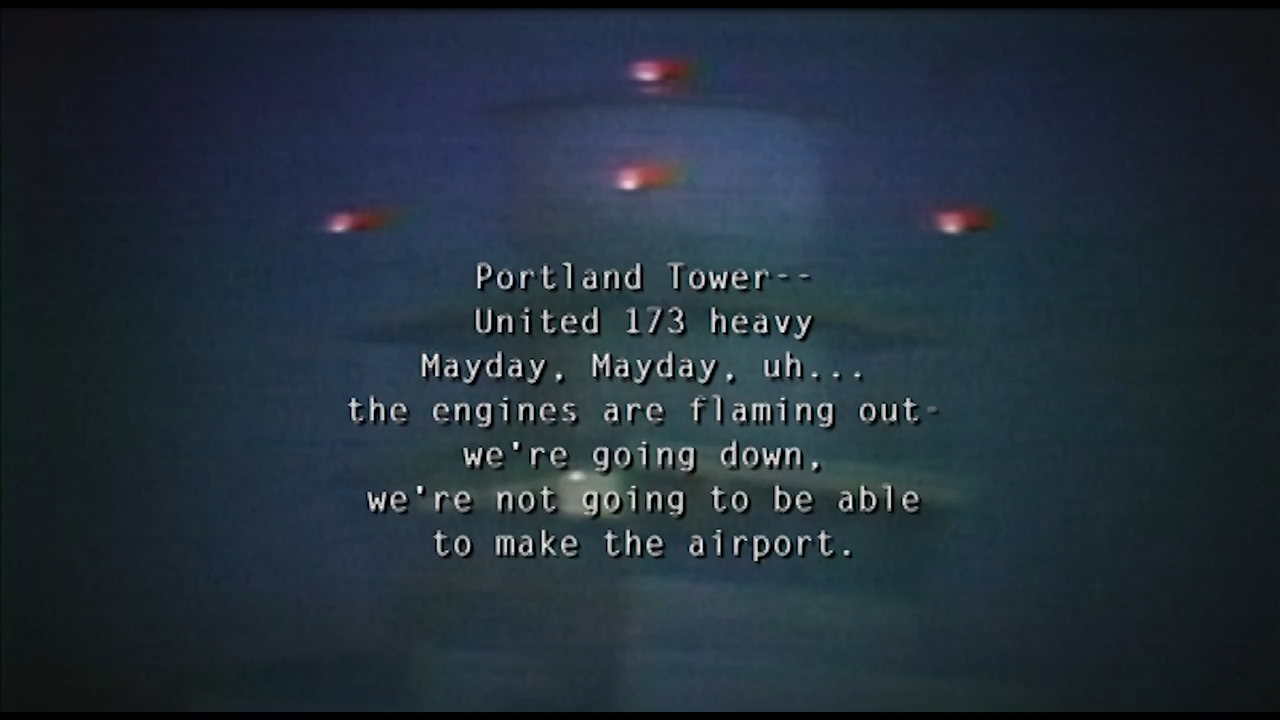 Portland Tower--
United 173 heavy
Mayday, Mayday, uh...
the engines are flaming out-
we're going down,
we're not going to be able
to make the airport.